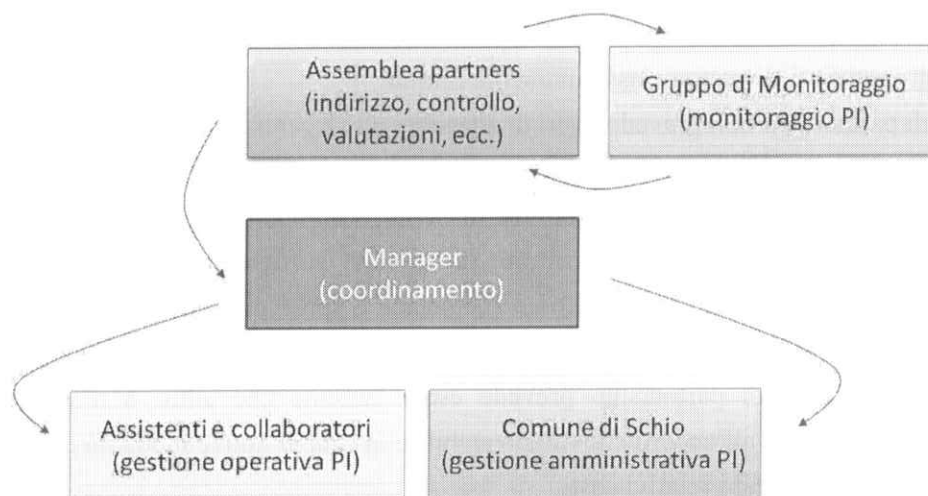 Assemblea partners
(indirizzo, controllo,
valutazioni, ecc.)
Gruppo di Monitoraggio
(monitoraggio PI)
Manager
(coordinamento)
Assistenti e collaboratori
(gestione operativa PI)
Comune di Schio
(gestione amministrativa PI)